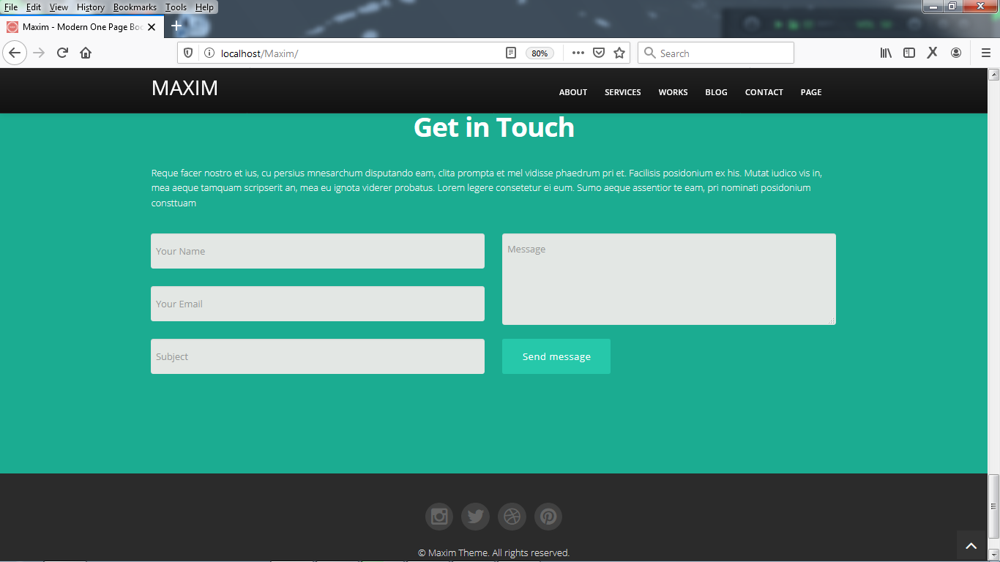 File Edit View History Bookmarks Tools Help
Maxim - Modern One Page Boo
localhost/Maxim/
80%
Search
MAXIM
ABOUT SERVICES WORKS BLOG CONTACT PAGE
Get in Touch
Reque facer nostro et ius, cu persius mnesarchum disputando eam, clita prompta et mel vidisse phaedrum pri et. Facilisis posidonium ex his. Mutat iudico vis in,
mea aeque tamquam scripserit an, mea eu ignota viderer probatus. Lorem legere consetetur ei eum. Sumo aeque assentior te eam, pri nominati posidonium
consttuam
Your Name
Your Email
Subject
Message
Send message
© Maxim Theme. All rights reserved.